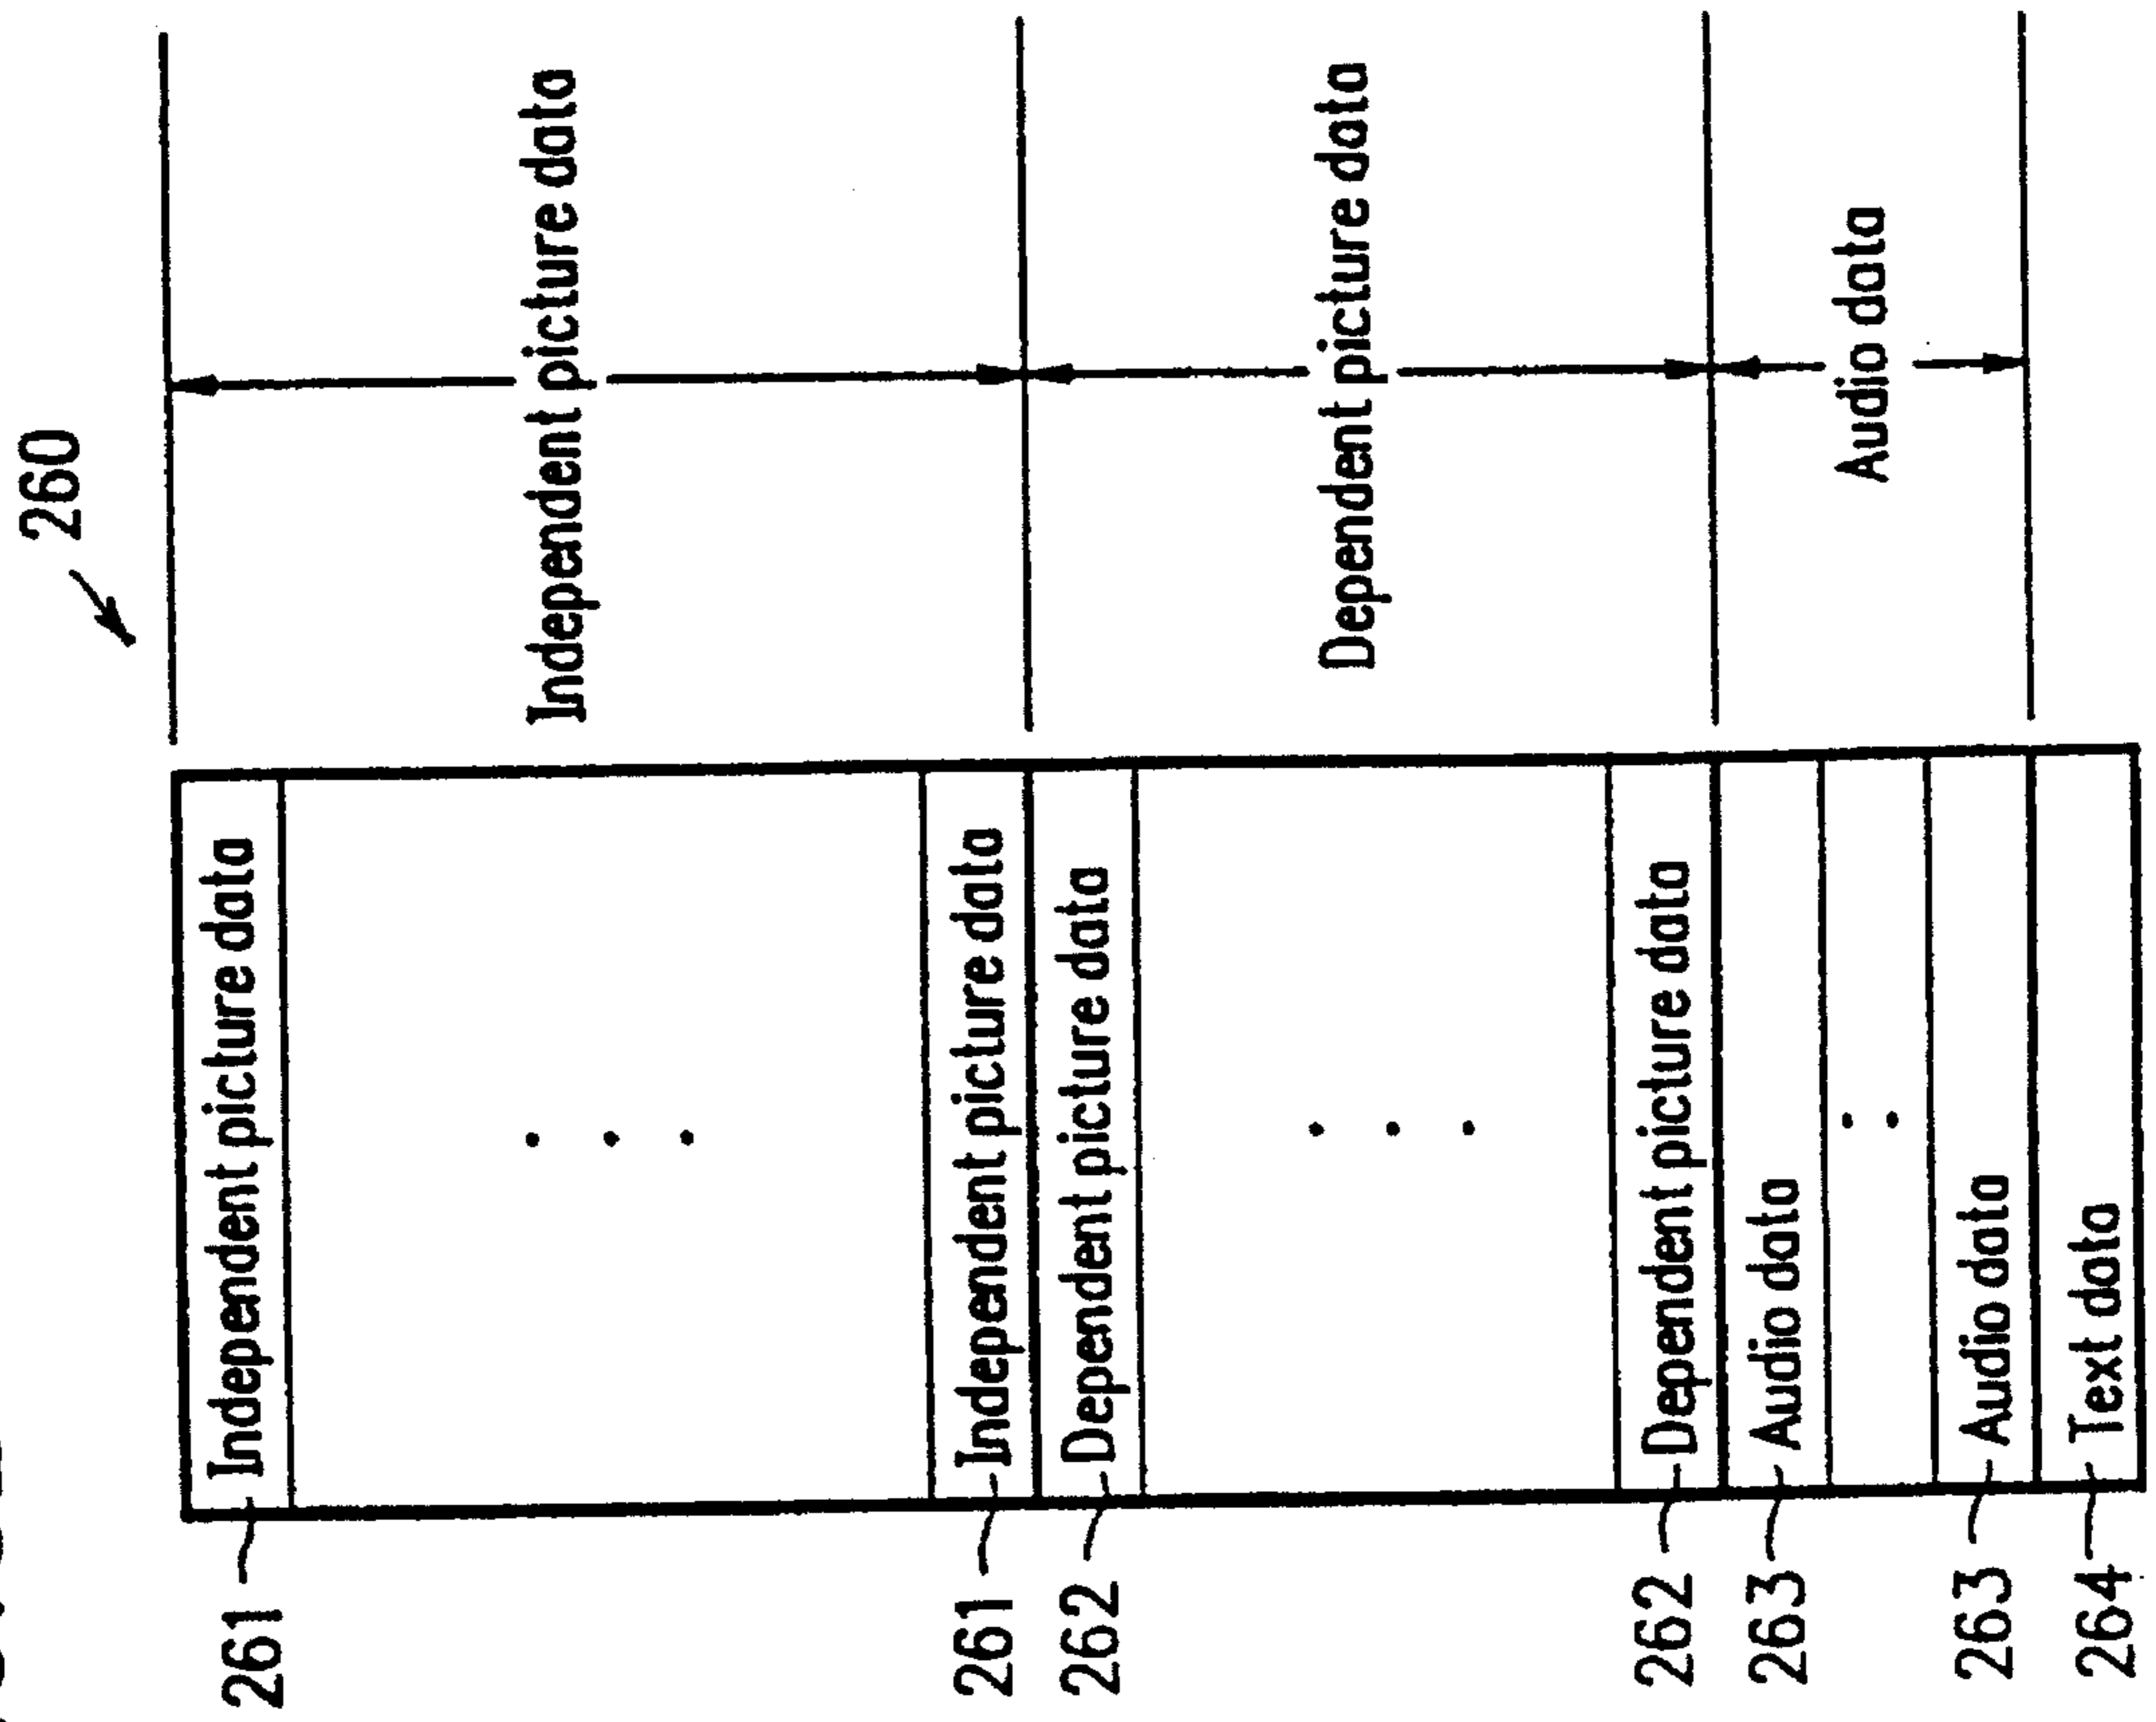 260
261 Independent picture data
261 Independent picture data
262 Dependent picture data
262 Dependent picture data
263 Audio data
263 Audio data
264 Text data
Independent picture data
Dependent picture data
Audio data